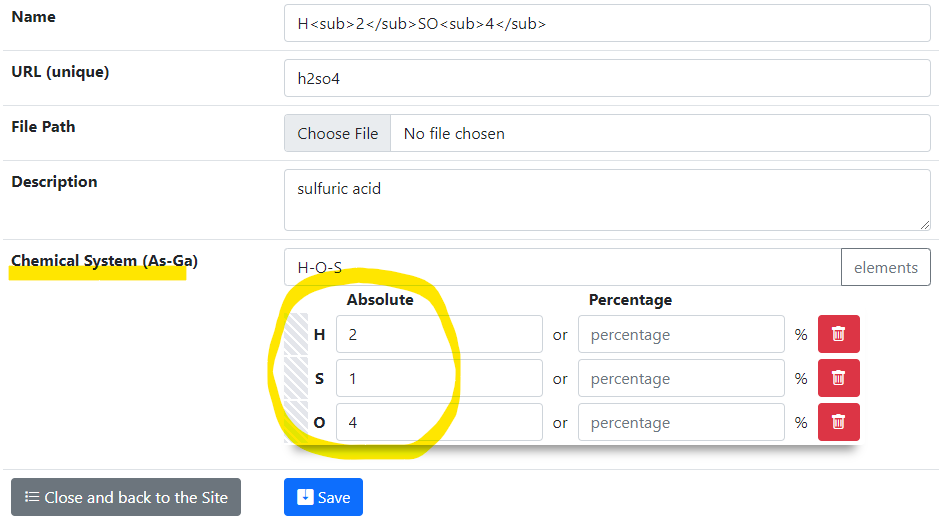 Name H<sub>2</sub>SO<sub>4</sub>
URL (unique) h2so4
File Path Choose File No file chosen
Description sulfuric acid
Chemical System (As-Ga) H-O-S elements
Absolute Percentage
H 2 or percentage %
S 1 or percentage %
O 4 or percentage %
Close and back to the Site Save